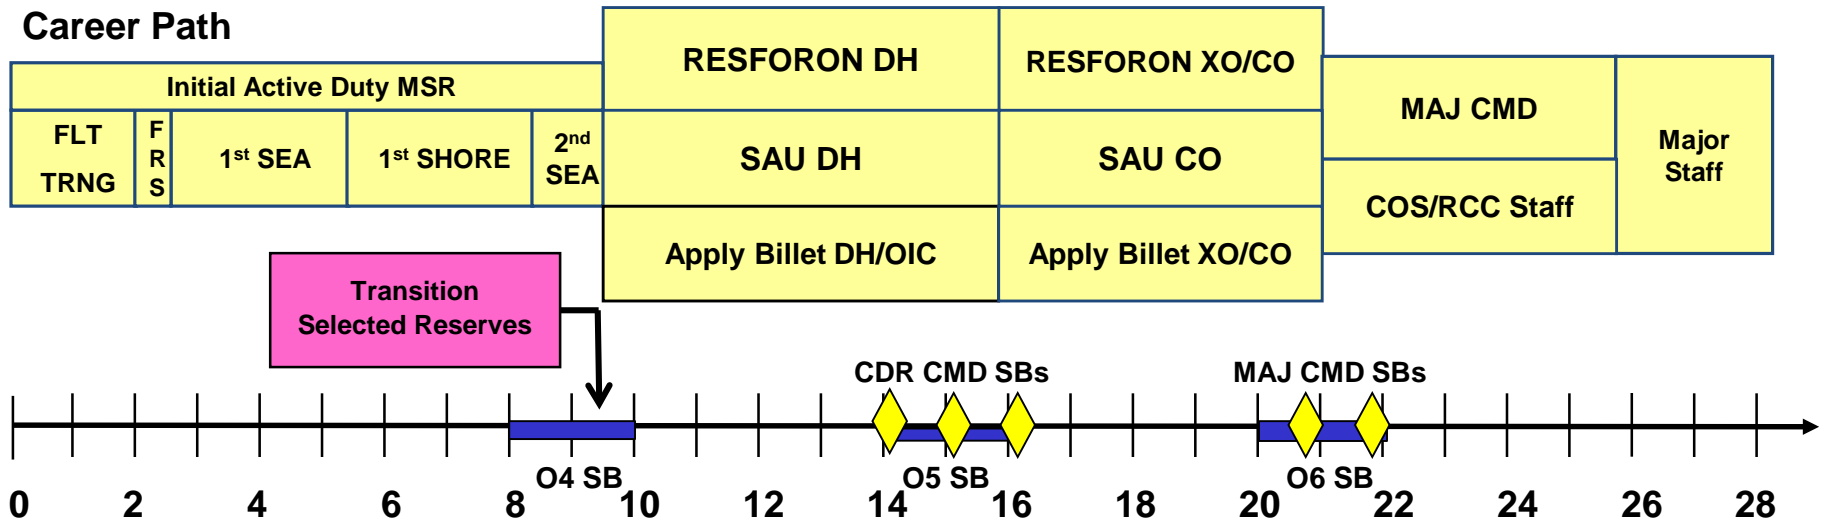 Career Path
Initial Active Duty MSR
FLT
TRNG
F
R
S
1st SEA
1st SHORE
2nd
SEA
RESFORON DH
RESFORON XO/CO
SAU DH
SAU CO
Apply Billet DH/OIC
Apply Billet XO/CO
MAJ CMD
COS/RCC Staff
Major
Staff
Transition
Selected Reserves
CDR CMD SBs
MAJ CMD SBs
O4 SB
O5 SB
O6 SB
0 2 4 6 8 10 12 14 16 18 20 22 24 26 28